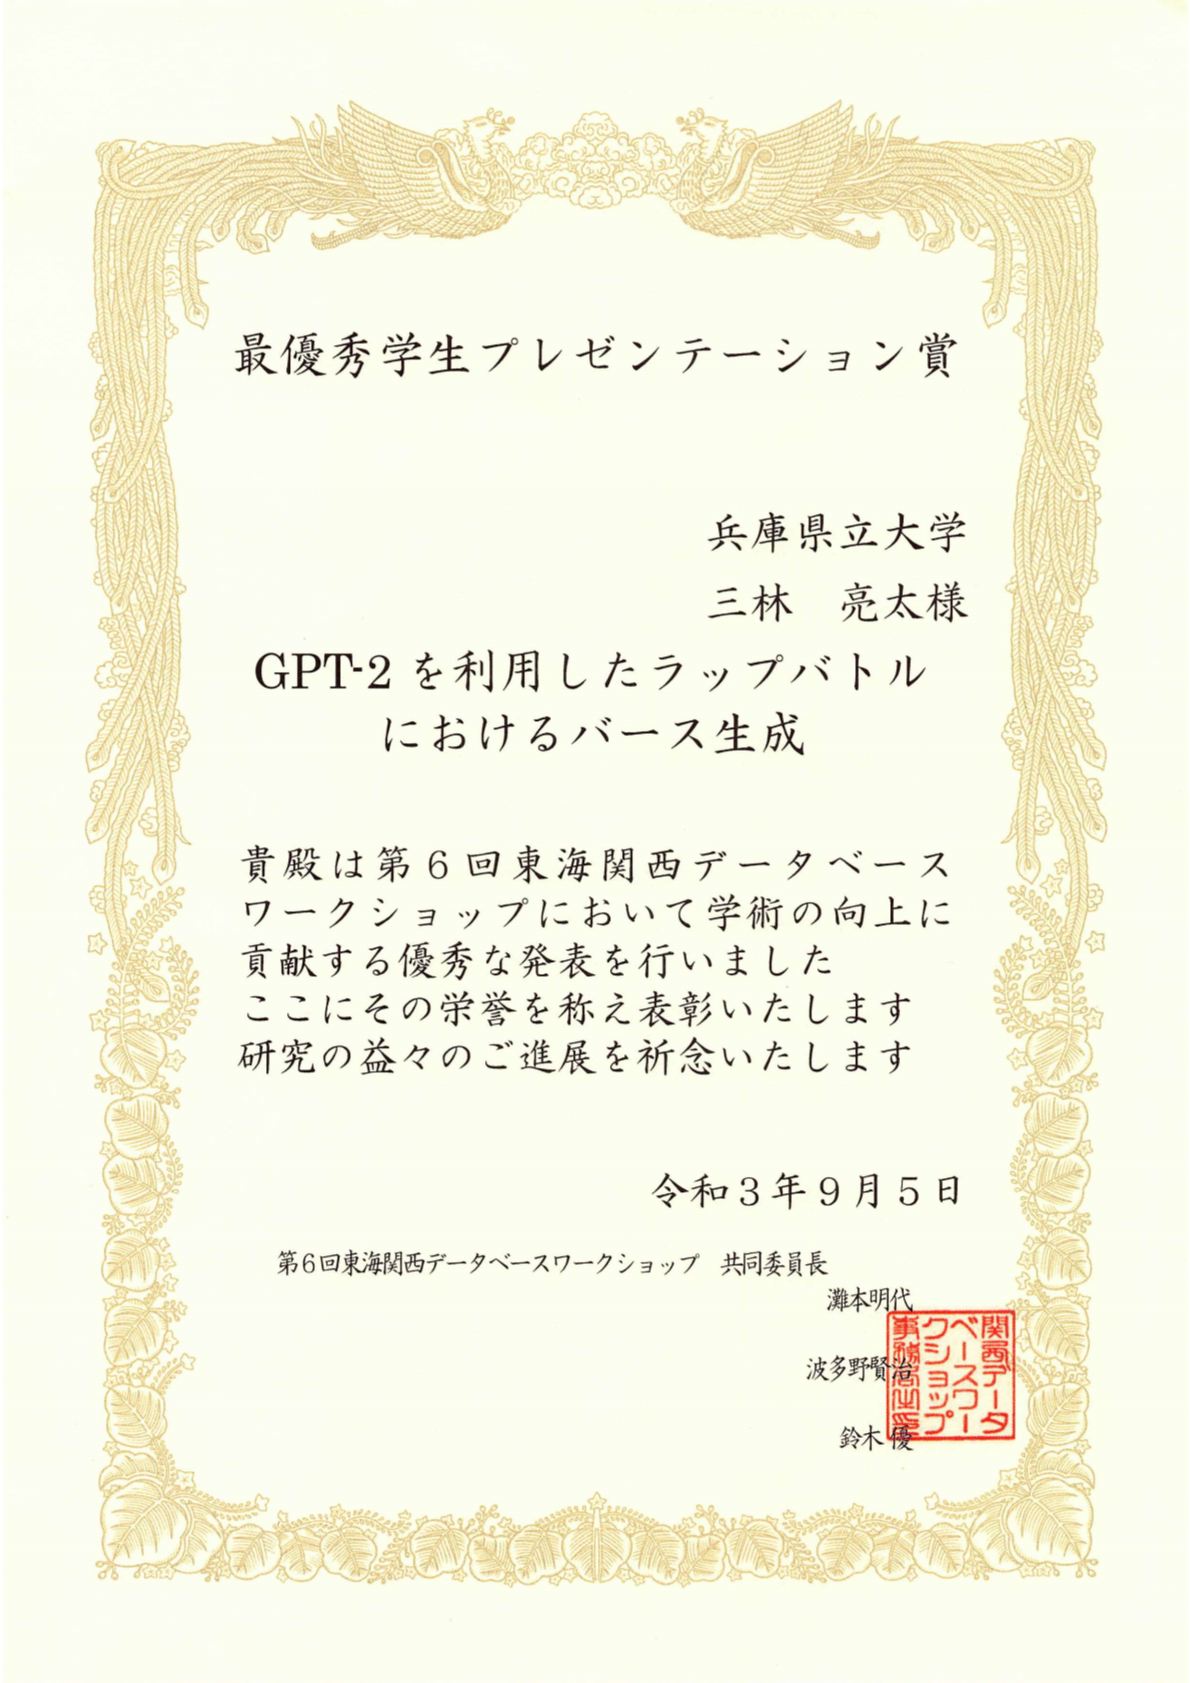 最優秀学生プレゼンテーション賞
兵庫県立大学
三林　亮太様
GPT-2 を利用したラップバトル
におけるバース生成
貴殿は第６回東海関西データベース
ワークショップにおいて学術の向上に
貢献する優秀な発表を行いました
ここにその栄誉を称え表彰いたします
研究の益々のご進展を祈念いたします
令和３年９月５日
第６回東海関西データベースワークショップ　共同委員長
灘本明代
波多野賢治
鈴木 優
関西データ
ベースワー
クショップ
事務局之印